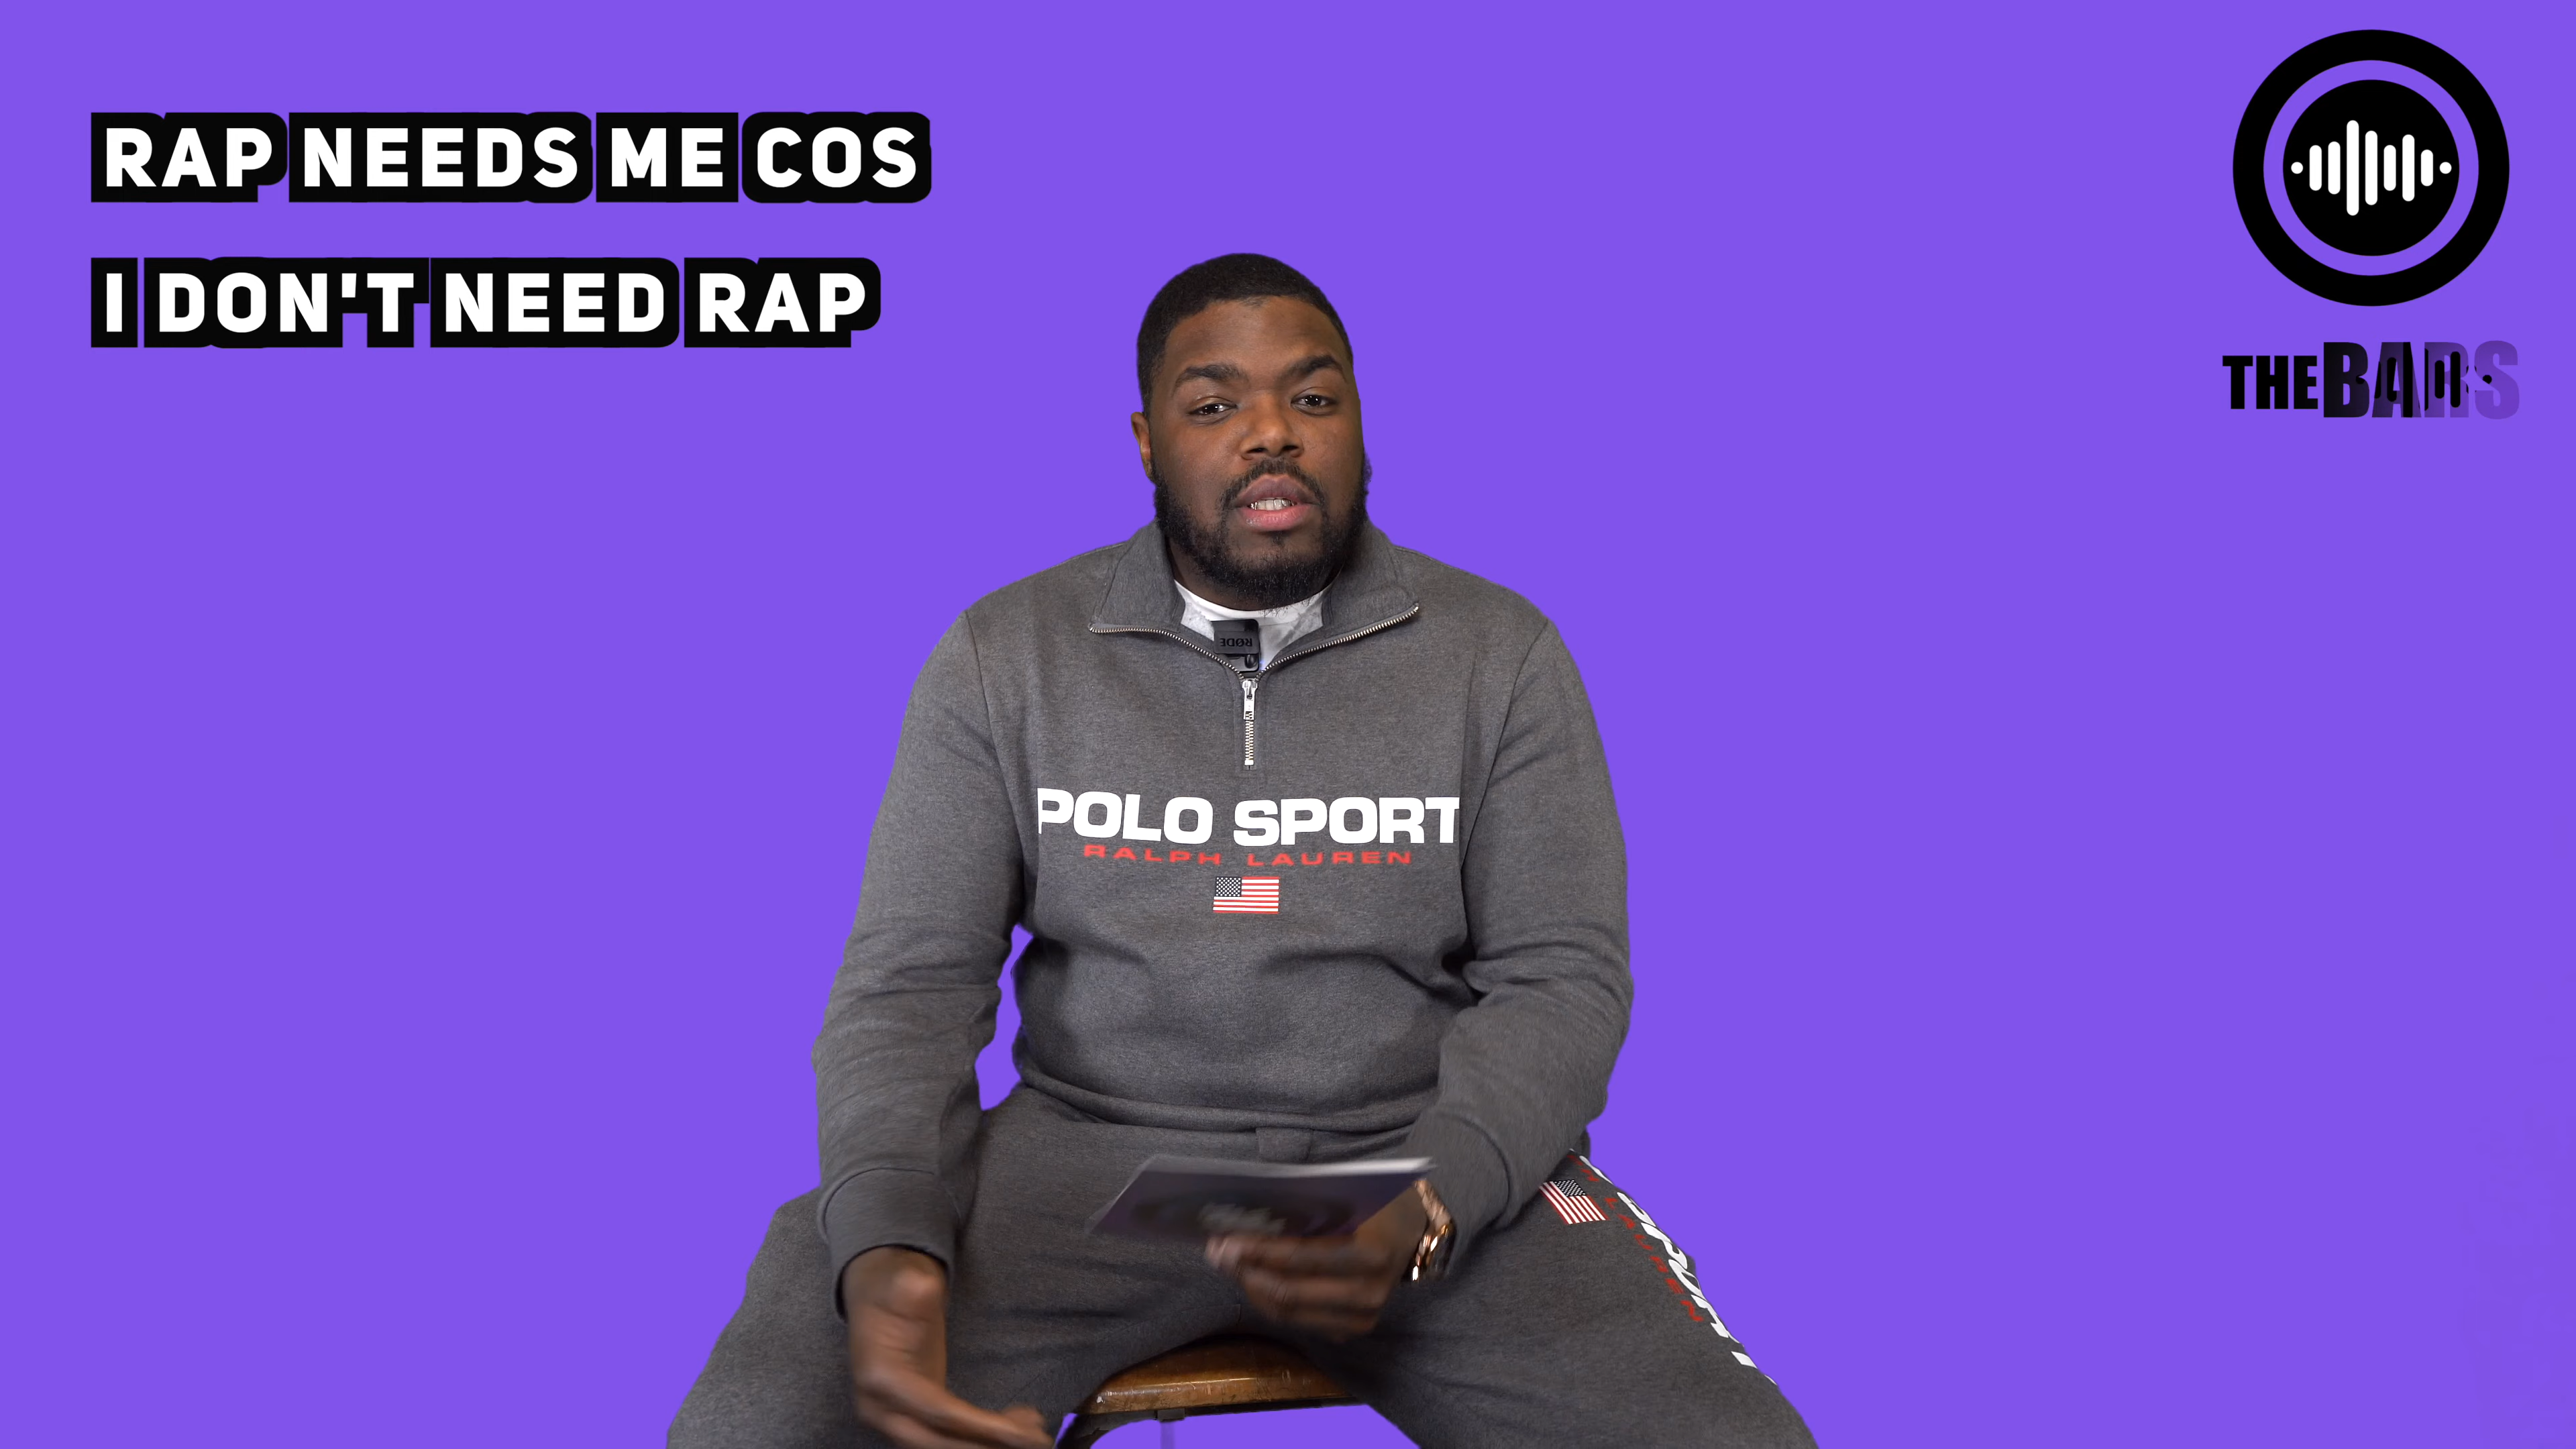 RAP NEEDS ME COS
I DON'T NEED RAP
THE BARS
RØDE
POLO SPORT
RALPH LAUREN